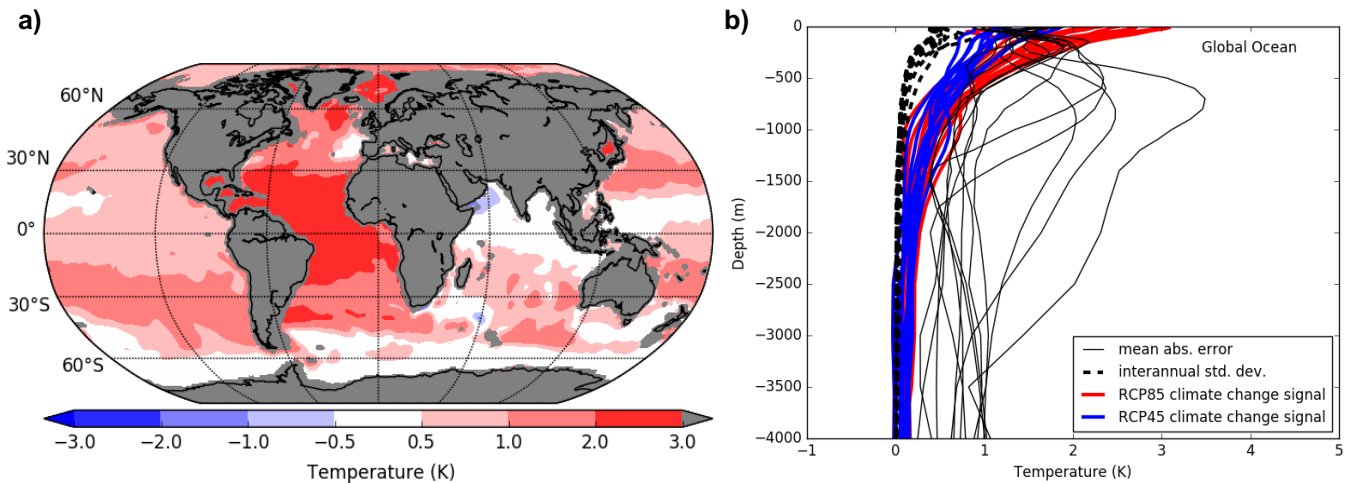 a)
60°N
30°N
0°
30°S
60°S
−3.0 −2.0 −1.0 −0.5 0.5 1.0 2.0 3.0
Temperature (K)
b)
0
−500
−1000
−1500
−2000
−2500
−3000
−3500
−4000
Depth (m)
Global Ocean
mean abs. error
interannual std. dev.
RCP85 climate change signal
RCP45 climate change signal
−1 0 1 2 3 4 5
Temperature (K)